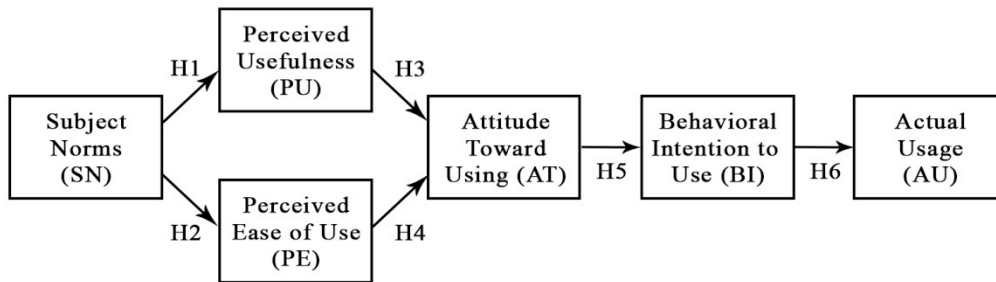 Subject
Norms
(SN)
H1
H2
Perceived
Usefulness
(PU)
Perceived
Ease of Use
(PE)
H3
H4
Attitude
Toward
Using (AT)
H5
Behavioral
Intention to
Use (BI)
H6
Actual
Usage
(AU)